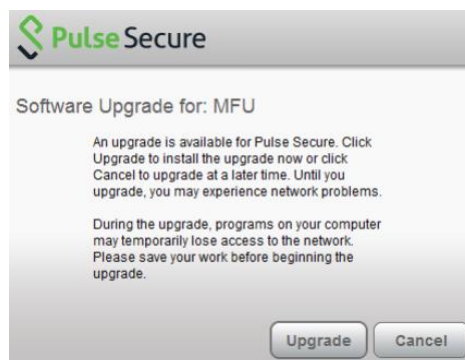 Pulse Secure
Software Upgrade for: MFU
An upgrade is available for Pulse Secure. Click
Upgrade to install the upgrade now or click
Cancel to upgrade at a later time. Until you
upgrade, you may experience network problems.
During the upgrade, programs on your computer
may temporarily lose access to the network.
Please save your work before beginning the
upgrade.
Upgrade Cancel